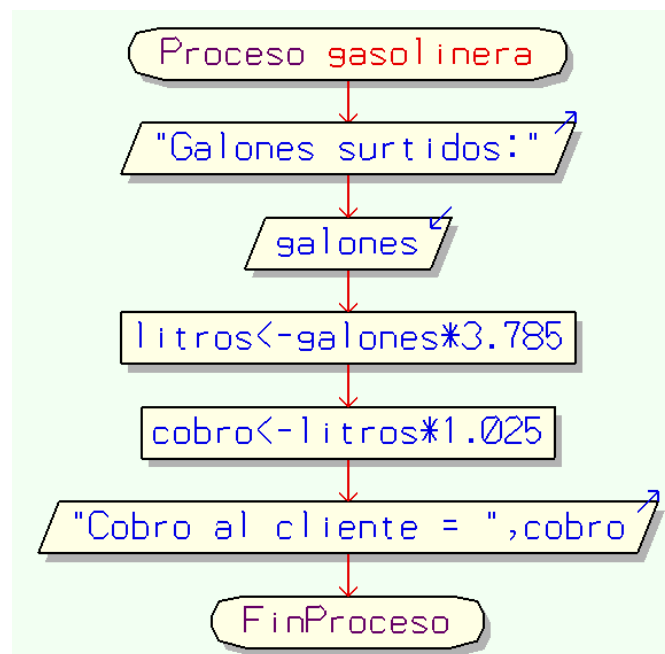 Proceso gasolinera
"Galones surtidos:"
galones
litros<-galones*3.785
cobro<-litros*1.025
"Cobro al cliente = ",cobro
FinProceso